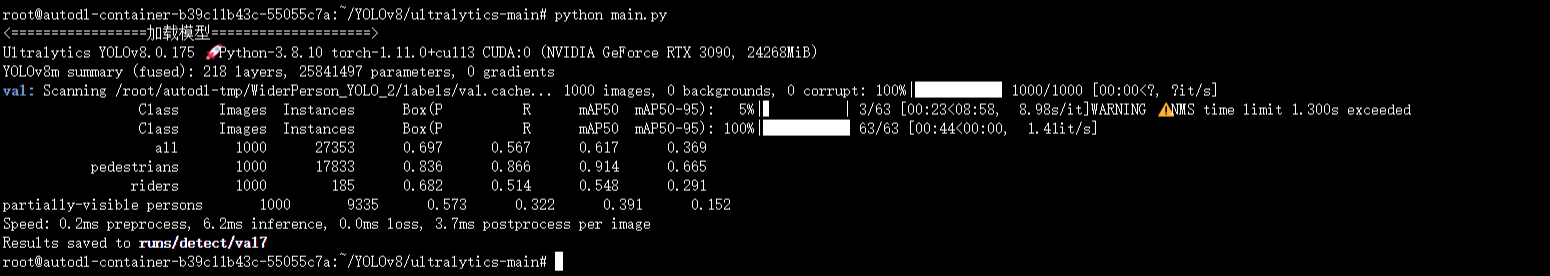 root@autodl-container-b39c11b43c-55055c7a:~/YOLOv8/ultralytics-main# python main.py
<=================加载模型====================>
Ultralytics YOLOv8.0.175 🚀Python-3.8.10 torch-1.11.0+cu113 CUDA:0 (NVIDIA GeForce RTX 3090, 24268MiB)
YOLOv8m summary (fused): 218 layers, 25841497 parameters, 0 gradients
val: Scanning /root/autodl-tmp/WiderPerson_YOLO_2/labels/val.cache... 1000 images, 0 backgrounds, 0 corrupt: 100%|██████████| 1000/1000 [00:00<?, ?it/s]
Class Images Instances Box(P R mAP50 mAP50-95): 5%|▌ | 3/63 [00:23<08:58, 8.98s/it]WARNING ⚠️NMS time limit 1.300s exceeded
Class Images Instances Box(P R mAP50 mAP50-95): 100%|██████████| 63/63 [00:44<00:00, 1.41it/s]
all 1000 27353 0.697 0.567 0.617 0.369
pedestrians 1000 17833 0.836 0.866 0.914 0.665
riders 1000 185 0.682 0.514 0.548 0.291
partially-visible persons 1000 9335 0.573 0.322 0.391 0.152
Speed: 0.2ms preprocess, 6.2ms inference, 0.0ms loss, 3.7ms postprocess per image
Results saved to runs/detect/val7
root@autodl-container-b39c11b43c-55055c7a:~/YOLOv8/ultralytics-main#